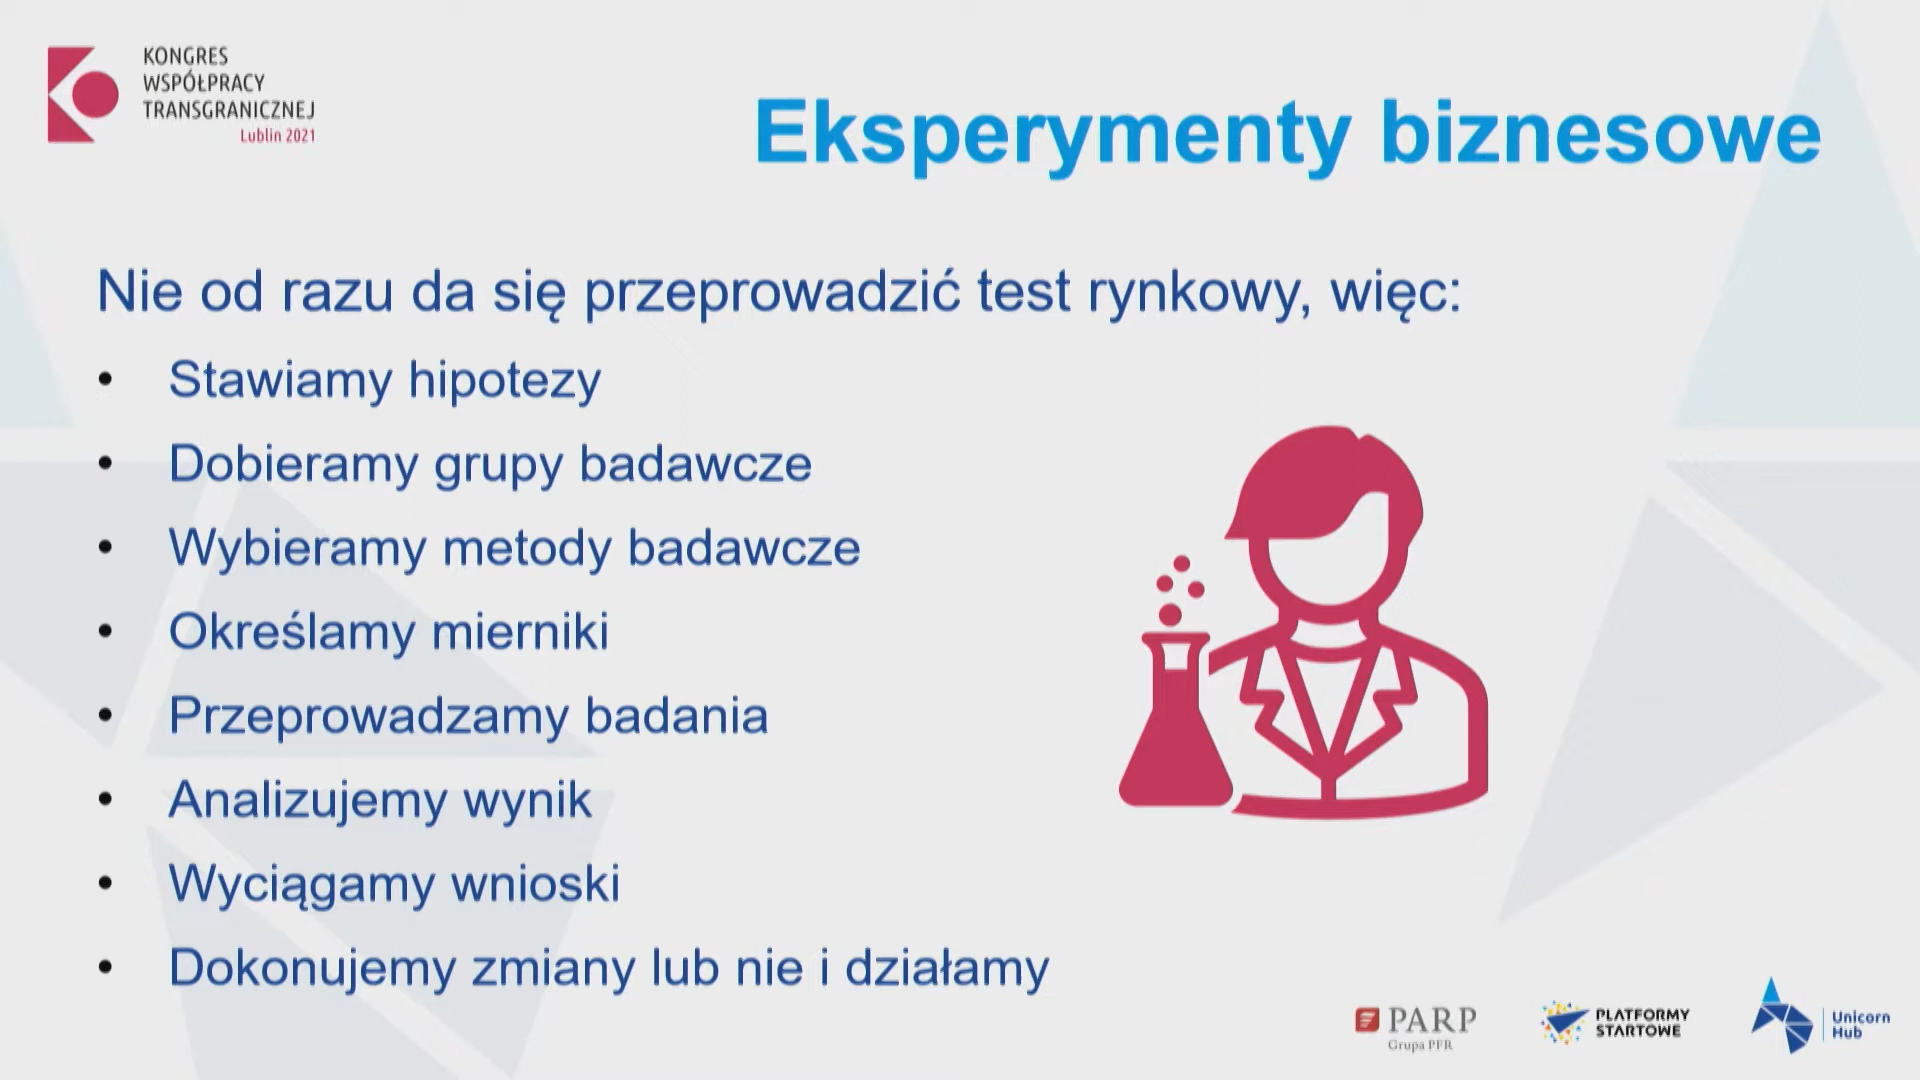 KONGRES
WSPÓŁPRACY
TRANSGRANICZNEJ
Lublin 2021
Eksperymenty biznesowe
Nie od razu da się przeprowadzić test rynkowy, więc:
• Stawiamy hipotezy
• Dobieramy grupy badawcze
• Wybieramy metody badawcze
• Określamy mierniki
• Przeprowadzamy badania
• Analizujemy wynik
• Wyciągamy wnioski
• Dokonujemy zmiany lub nie i działamy
PARP
Grupa PFR
PLATFORMY
STARTOWE
Unicorn
Hub